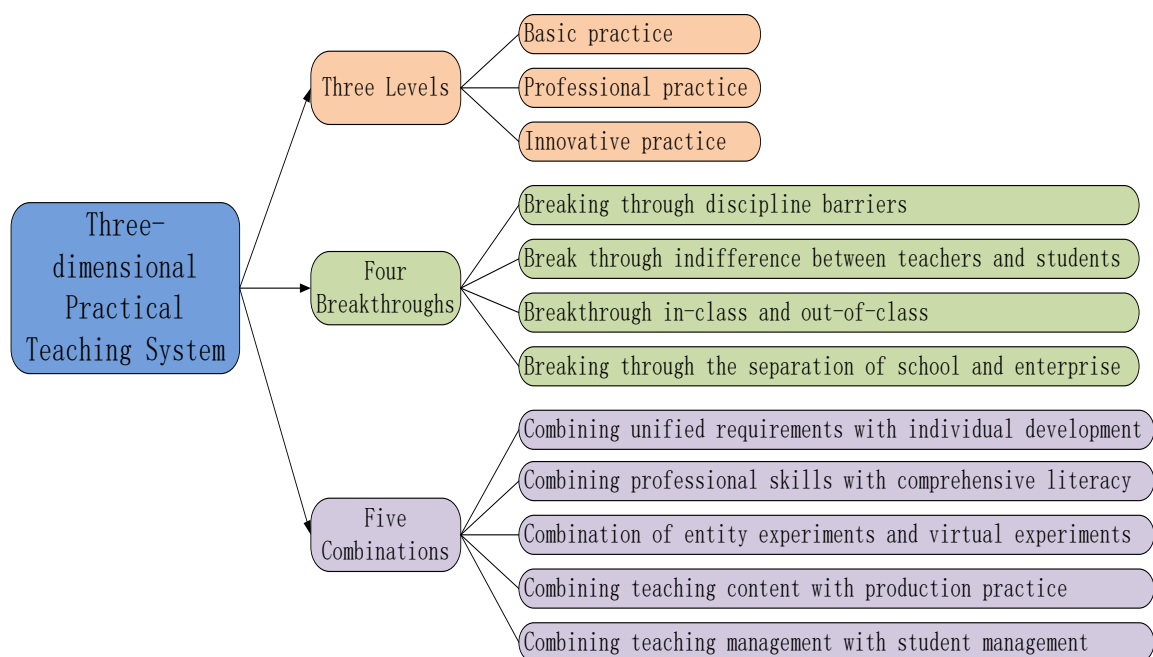 Three-
dimensional
Practical
Teaching System
Three Levels
Basic practice
Professional practice
Innovative practice
Four
Breakthroughs
Breaking through discipline barriers
Break through indifference between teachers and students
Breakthrough in-class and out-of-class
Breaking through the separation of school and enterprise
Five
Combinations
Combining unified requirements with individual development
Combining professional skills with comprehensive literacy
Combination of entity experiments and virtual experiments
Combining teaching content with production practice
Combining teaching management with student management